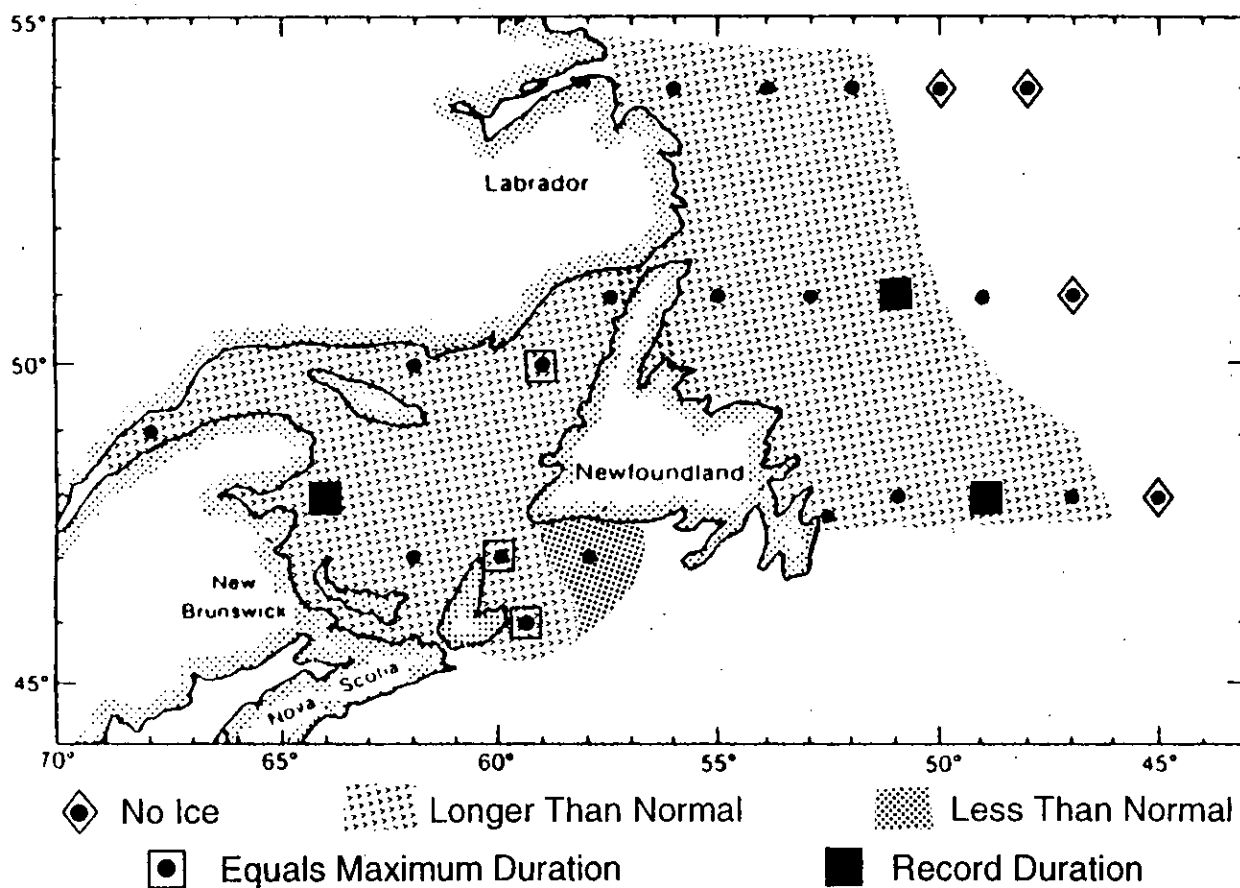 55°
Labrador
50°
Newfoundland
New
Brunswick
Nova Scotia
45°
70° 65° 60° 55° 50° 45°
No Ice Longer Than Normal Less Than Normal
Equals Maximum Duration Record Duration